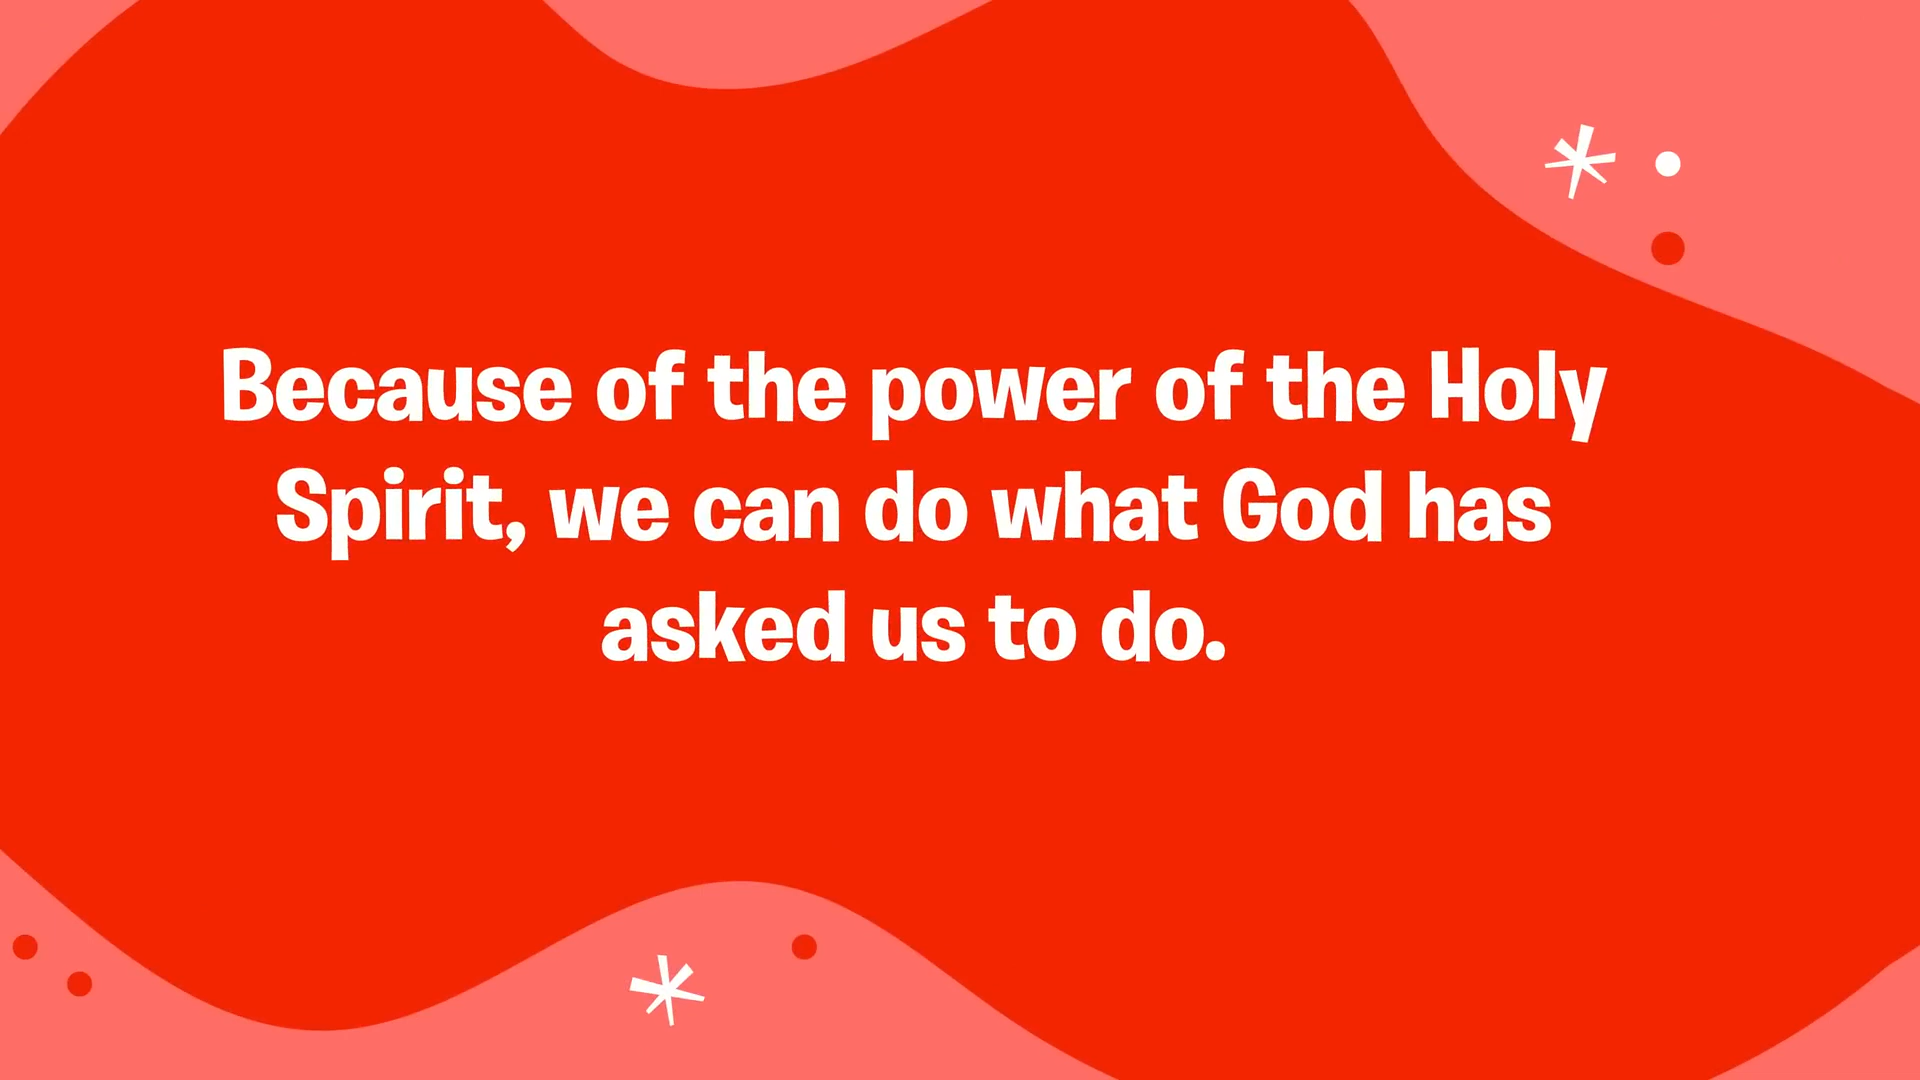 Because of the power of the Holy
Spirit, we can do what God has
asked us to do.